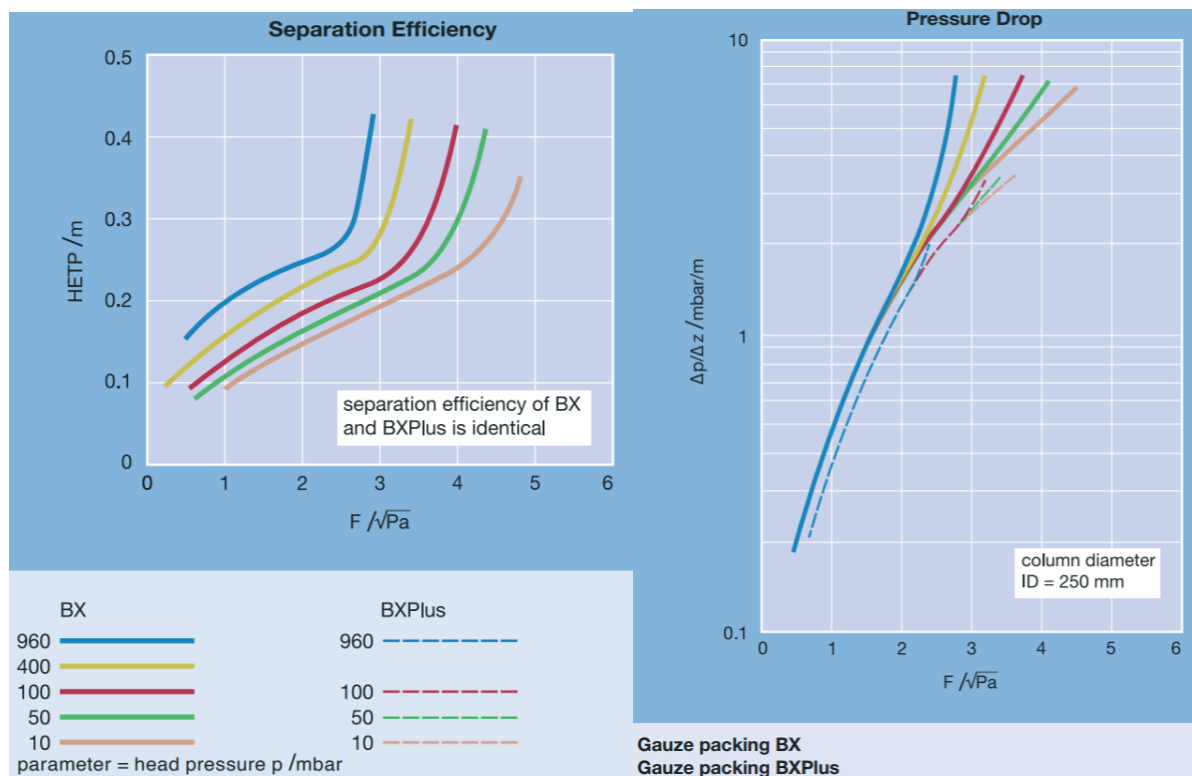 Separation Efficiency
0.5
0.4
0.3
0.2
0.1
0
HETP /m
0 1 2 3 4 5 6
F /√Pa
separation efficiency of BX
and BXPlus is identical
Pressure Drop
10
1
0.1
Δp/Δz /mbar/m
0 1 2 3 4 5 6
F /√Pa
column diameter
ID = 250 mm
BX
960
400
100
50
10
BXPlus
960
100
50
10
parameter = head pressure p /mbar
Gauze packing BX
Gauze packing BXPlus